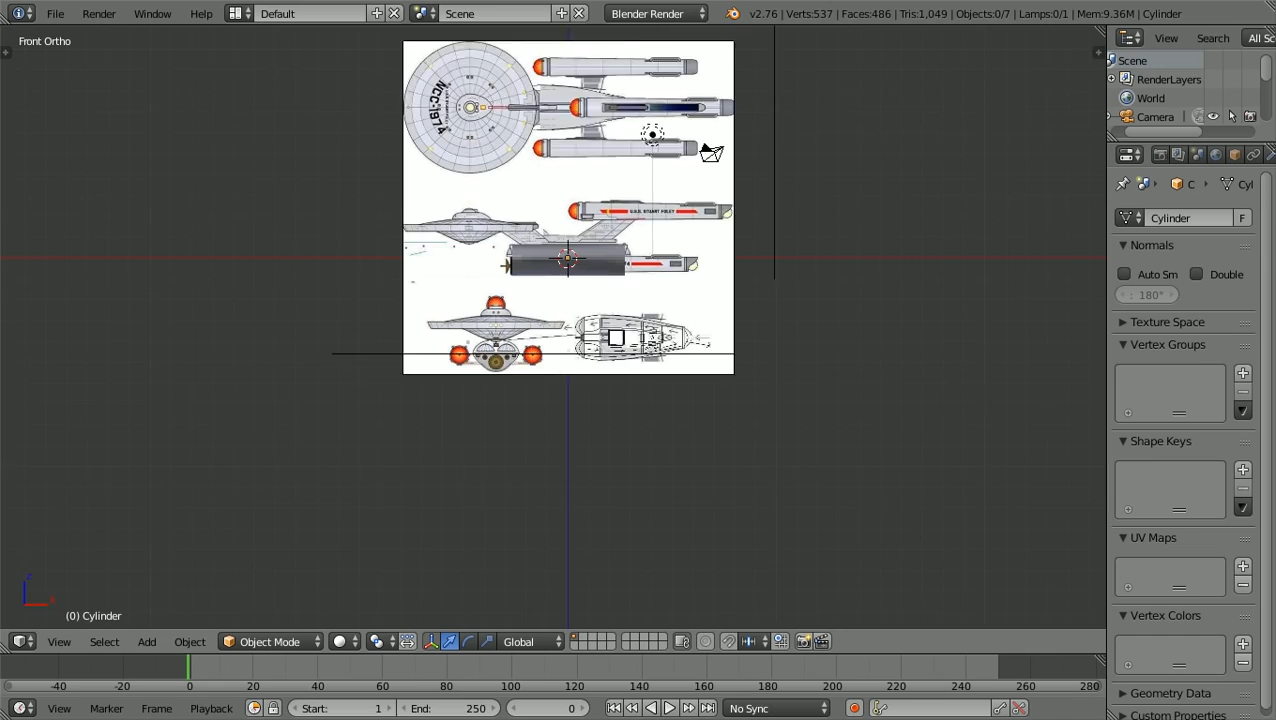 File Render Window Help Default Scene Blender Render v2.76 | Verts:537 | Faces:486 | Tris:1,049 | Objects:0/7 | Lamps:0/1 | Mem:9.36M | Cylinder
Front Ortho
View Search All Sc
Scene
RenderLayers
World
Camera
NCC-1974
U.S.S. STUART FOLEY
C Cyl
Cylinder F
Normals
Auto Sm Double
: 180°
Texture Space
Vertex Groups
Shape Keys
UV Maps
Vertex Colors
Geometry Data
Custom Properties
z
x
(0) Cylinder
View Select Add Object Object Mode Global
-40 -20 0 20 40 60 80 100 120 140 160 180 200 220 240 260 280
View Marker Frame Playback Start: 1 End: 250 0 No Sync